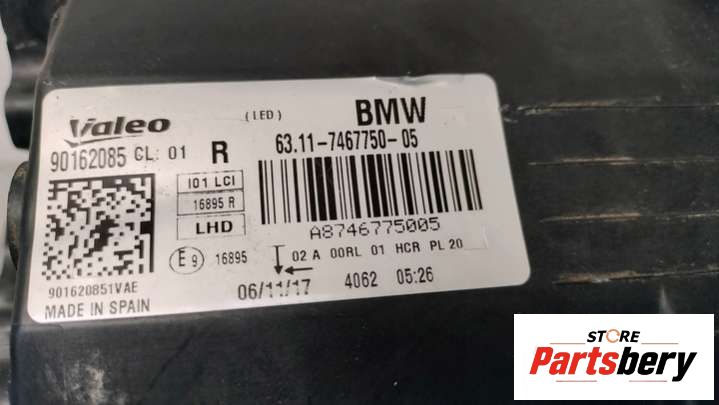 Valeo
(LED)
BMW
90162085 CL: 01
R
63.11-7467750-05
I01 LCI
16895 R
LHD
A8746775005
E9 16895
02 A 00RL 01 HCR PL 20
901620851VAE
06/11/17 4062 05:26
MADE IN SPAIN
STORE
Partsbery